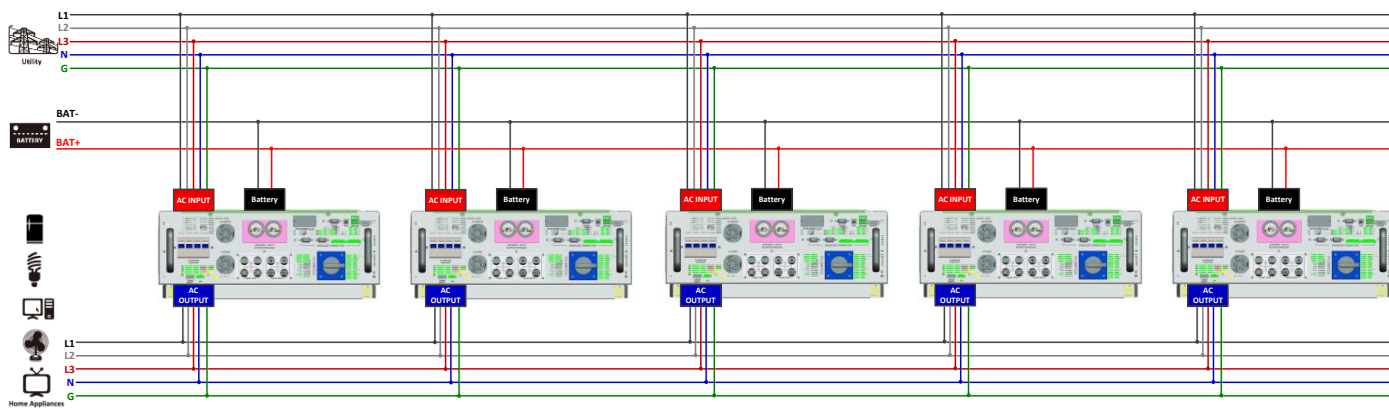 L1
L2
L3
N
G
Utility
BAT-
BATTERY
BAT+
AC INPUT
Battery
AC INPUT
Battery
AC INPUT
Battery
AC INPUT
Battery
AC INPUT
Battery
AC
OUTPUT
AC
OUTPUT
AC
OUTPUT
AC
OUTPUT
AC
OUTPUT
L1
L2
L3
N
G
Home Appliances